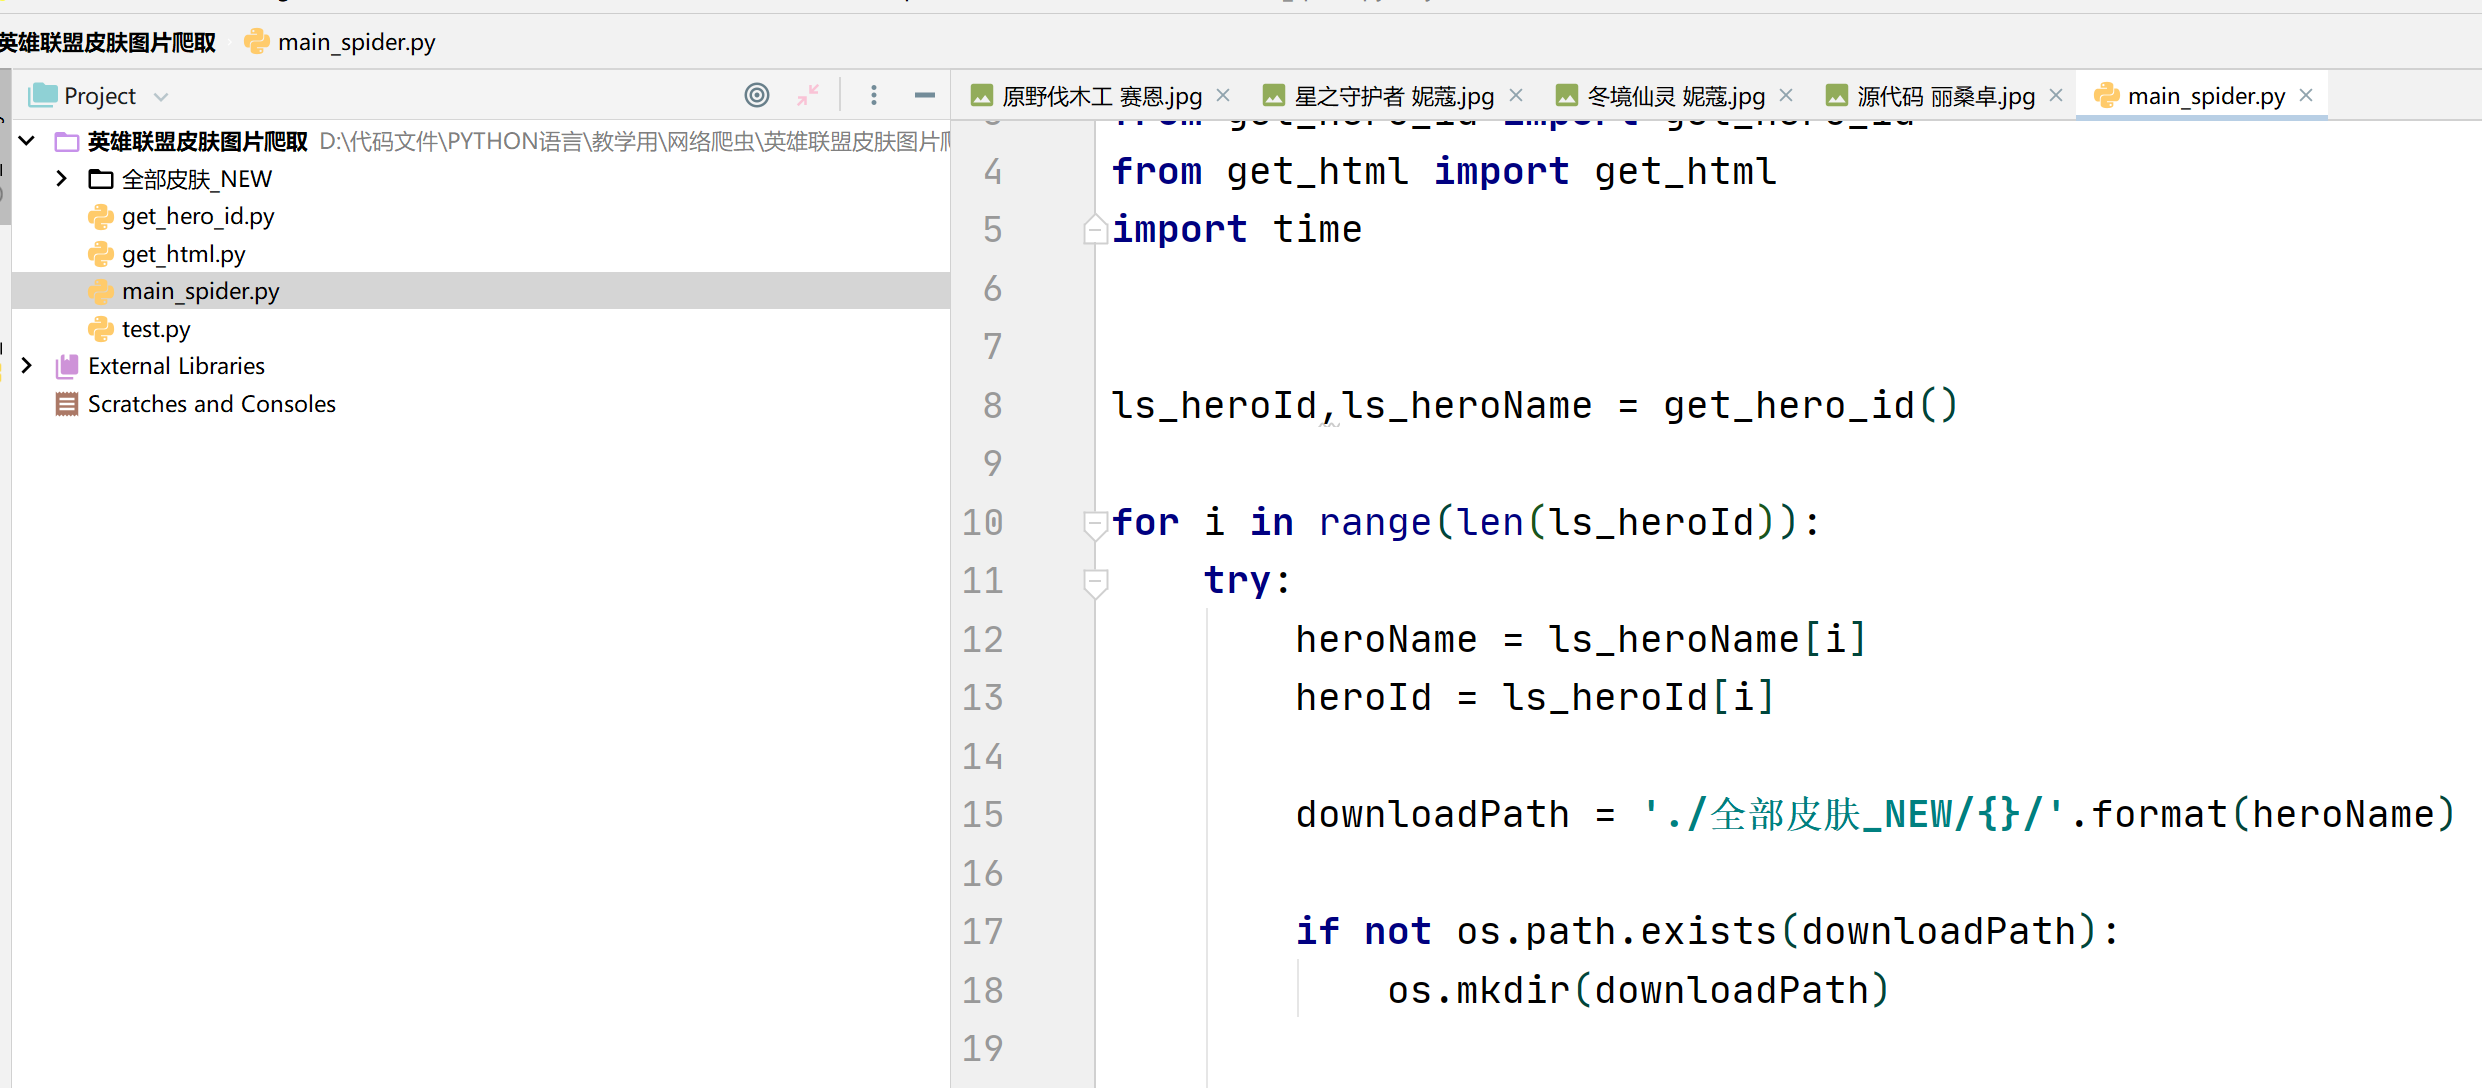 英雄联盟皮肤图片爬取 main_spider.py
Project
原野伐木工 赛恩.jpg 星之守护者 妮蔻.jpg 冬境仙灵 妮蔻.jpg 源代码 丽桑卓.jpg main_spider.py
英雄联盟皮肤图片爬取 D:\代码文件\PYTHON语言\教学用\网络爬虫\英雄联盟皮肤图片
全部皮肤_NEW
get_hero_id.py
get_html.py
main_spider.py
test.py
External Libraries
Scratches and Consoles
from get_hero_id import get_hero_id
4 from get_html import get_html
5 import time
6
7
8 ls_heroId,ls_heroName = get_hero_id()
9
10 for i in range(len(ls_heroId)):
11 try:
12 heroName = ls_heroName[i]
13 heroId = ls_heroId[i]
14
15 downloadPath = './全部皮肤_NEW/{}/'.format(heroName)
16
17 if not os.path.exists(downloadPath):
18 os.mkdir(downloadPath)
19